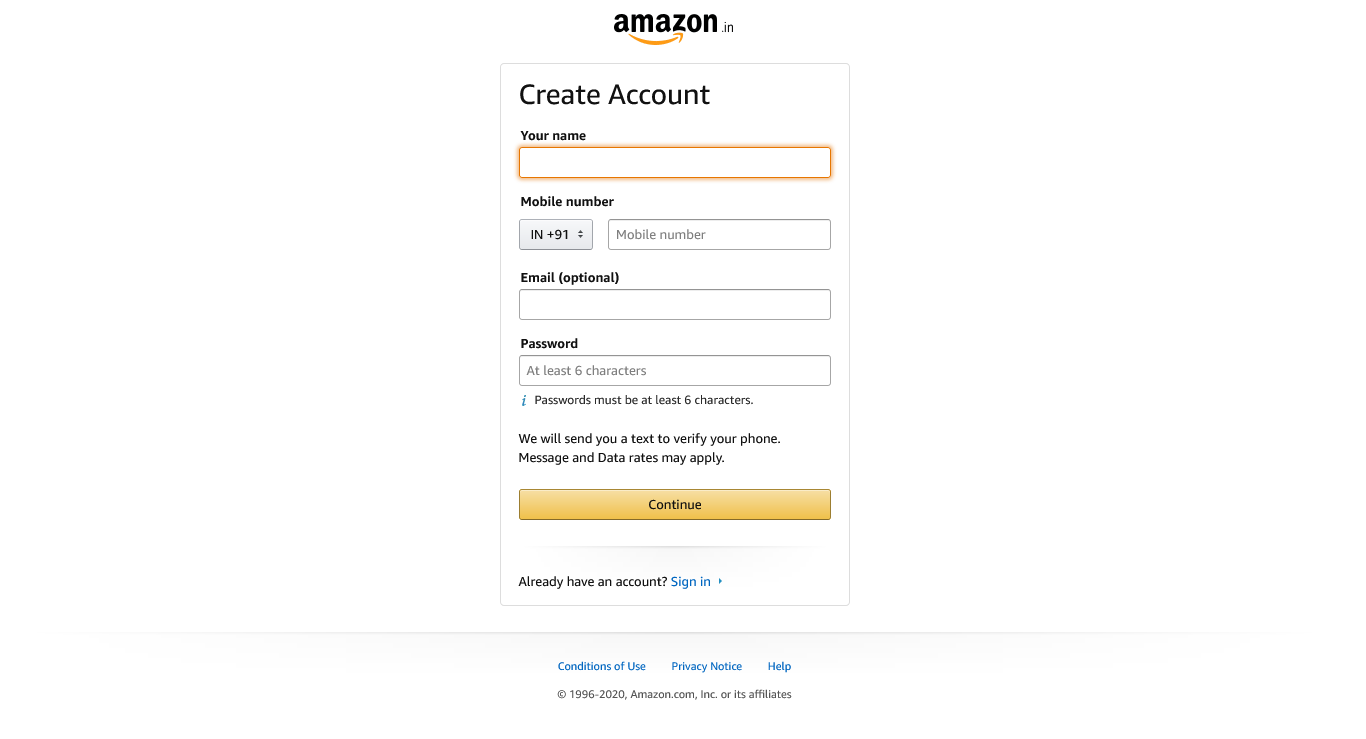 amazon.in
Create Account
Your name
Mobile number
IN +91 Mobile number
Email (optional)
Password
At least 6 characters
i Passwords must be at least 6 characters.
We will send you a text to verify your phone.
Message and Data rates may apply.
Continue
Already have an account? Sign in
Conditions of Use Privacy Notice Help
© 1996-2020, Amazon.com, Inc. or its affiliates